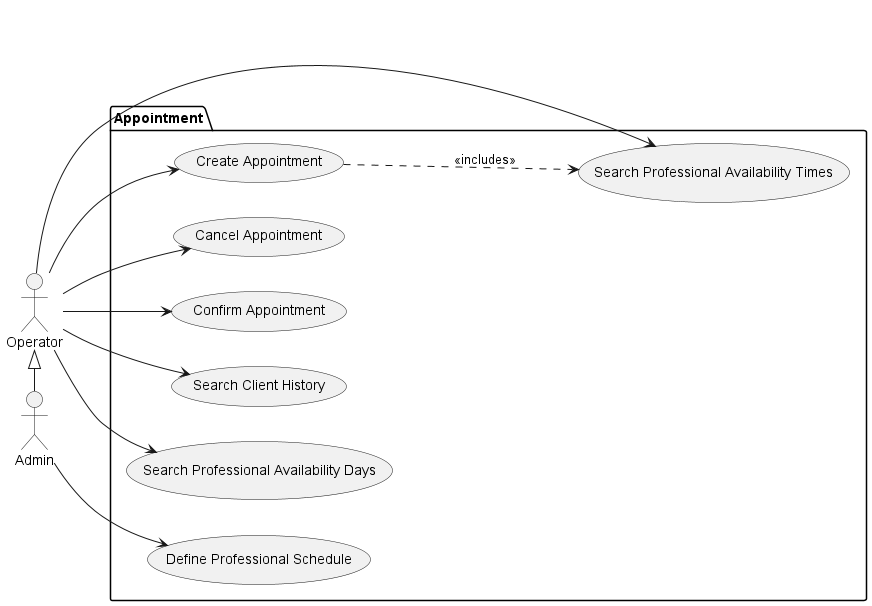 Appointment
Create Appointment
«includes»
Search Professional Availability Times
Cancel Appointment
Confirm Appointment
Operator
Search Client History
Admin
Search Professional Availability Days
Define Professional Schedule